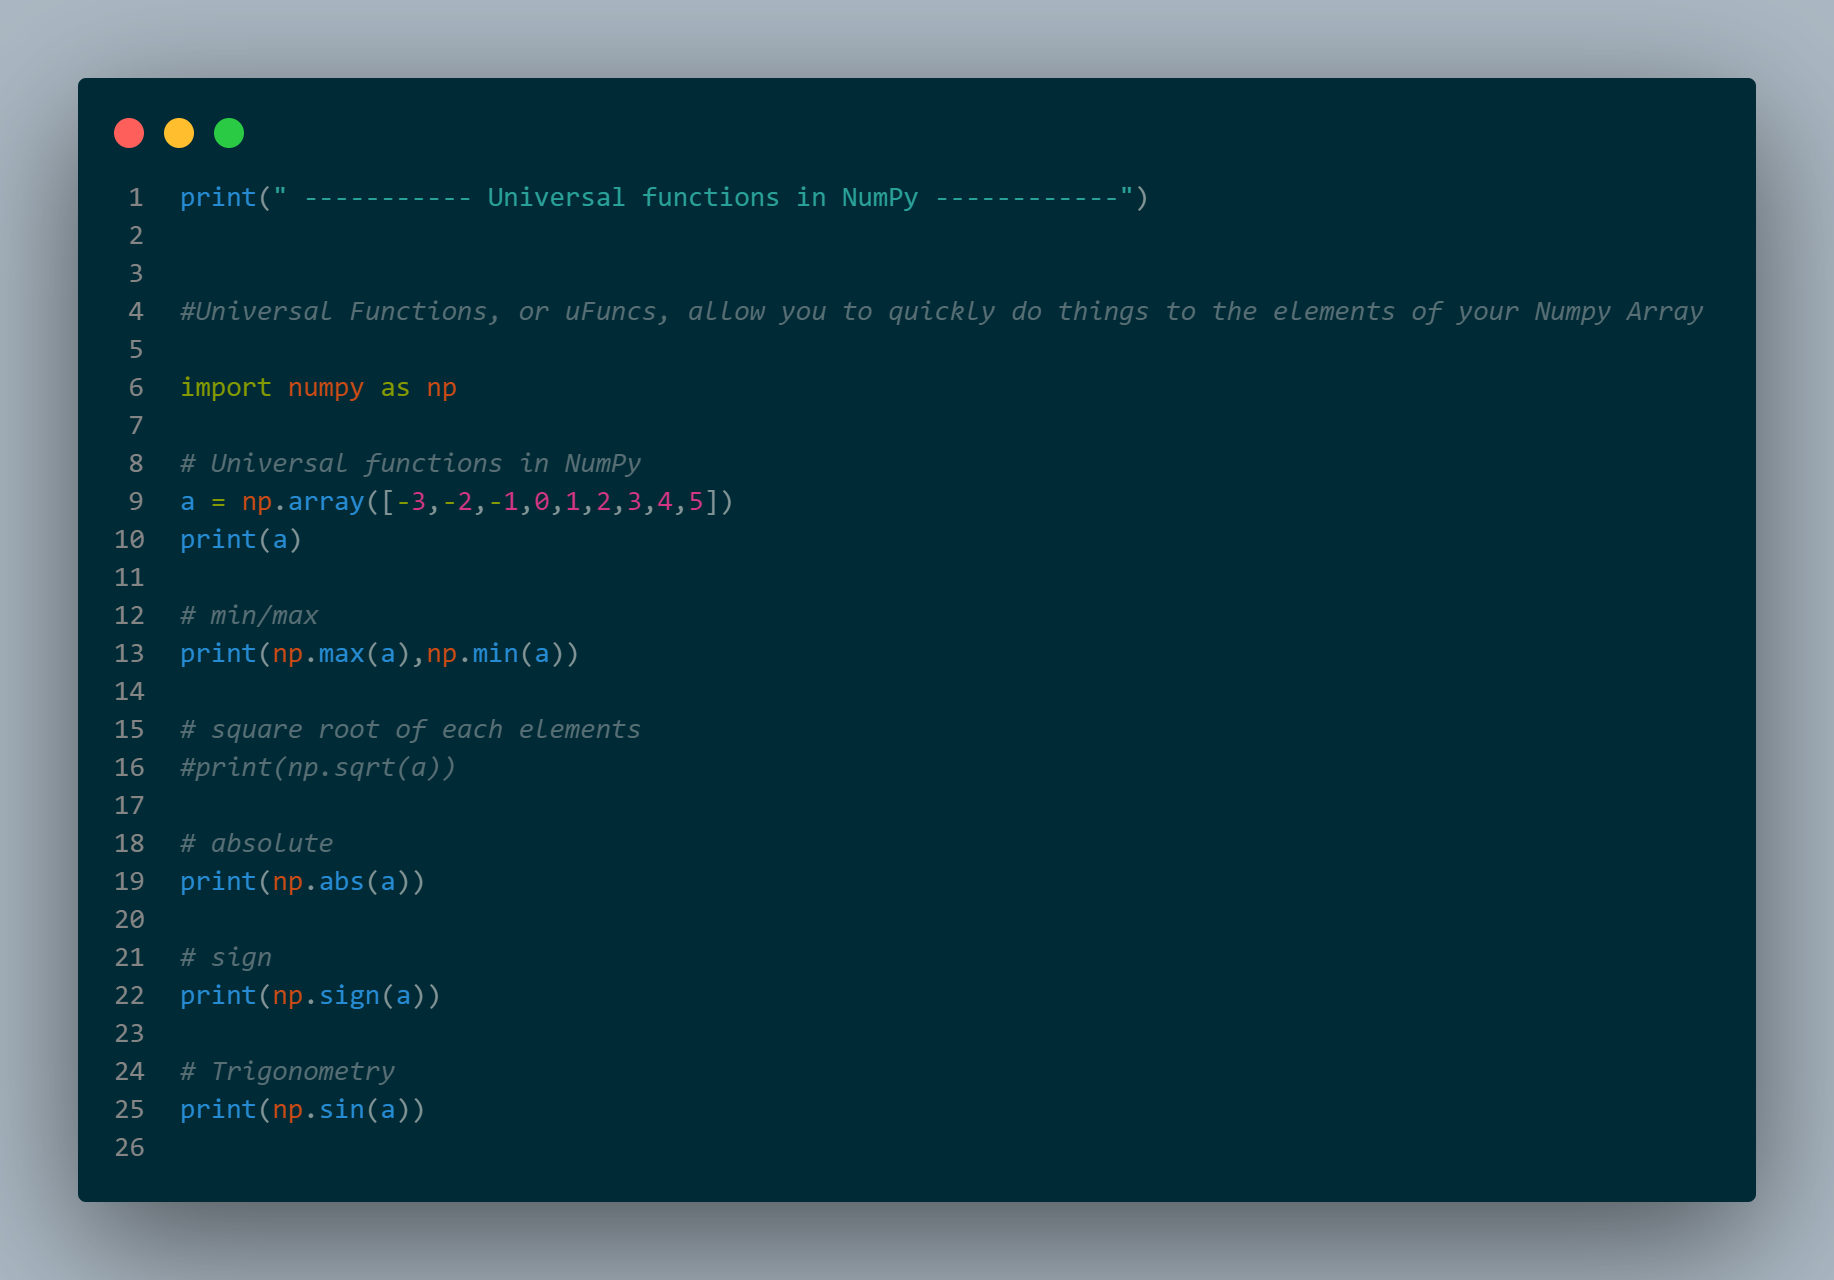 1 print(" ----------- Universal functions in NumPy ------------")
2
3
4 #Universal Functions, or uFuncs, allow you to quickly do things to the elements of your Numpy Array
5
6 import numpy as np
7
8 # Universal functions in NumPy
9 a = np.array([-3,-2,-1,0,1,2,3,4,5])
10 print(a)
11
12 # min/max
13 print(np.max(a),np.min(a))
14
15 # square root of each elements
16 #print(np.sqrt(a))
17
18 # absolute
19 print(np.abs(a))
20
21 # sign
22 print(np.sign(a))
23
24 # Trigonometry
25 print(np.sin(a))
26